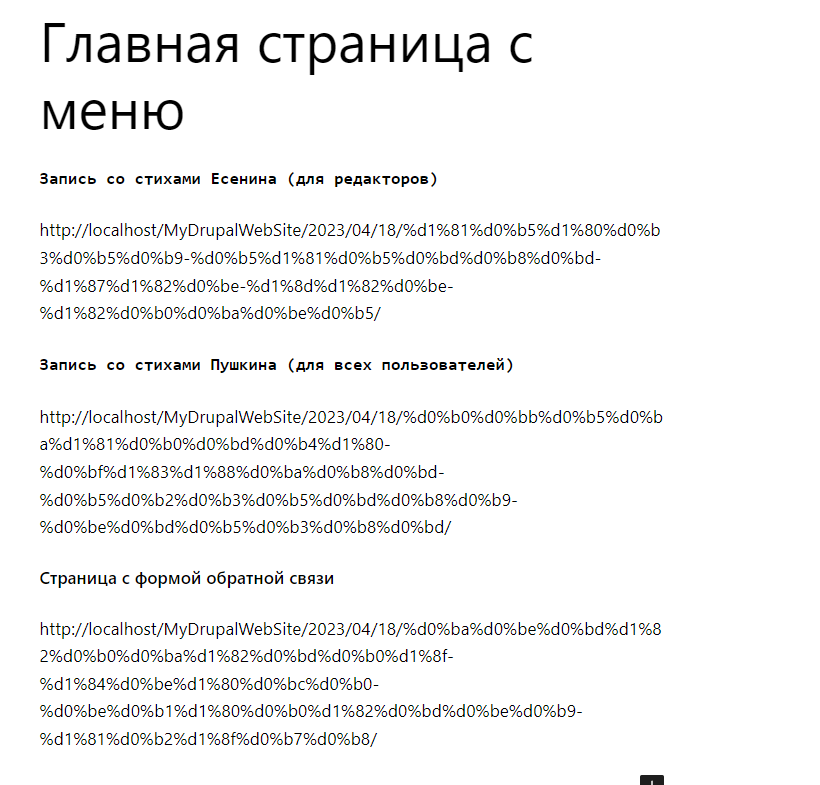 Главная страница с
меню
Запись со стихами Есенина (для редакторов)
http://localhost/MyDrupalWebSite/2023/04/18/%d1%81%d0%b5%d1%80%d0%b
3%d0%b5%d0%b9-%d0%b5%d1%81%d0%b5%d0%bd%d0%b8%d0%bd-
%d1%87%d1%82%d0%be-%d1%8d%d1%82%d0%be-
%d1%82%d0%b0%d0%ba%d0%be%d0%b5/
Запись со стихами Пушкина (для всех пользователей)
http://localhost/MyDrupalWebSite/2023/04/18/%d0%b0%d0%bb%d0%b5%d0%b
a%d1%81%d0%b0%d0%bd%d0%b4%d1%80-
%d0%bf%d1%83%d1%88%d0%ba%d0%b8%d0%bd-
%d0%b5%d0%b2%d0%b3%d0%b5%d0%bd%d0%b8%d0%b9-
%d0%be%d0%bd%d0%b5%d0%b3%d0%b8%d0%bd/
Страница с формой обратной связи
http://localhost/MyDrupalWebSite/2023/04/18/%d0%ba%d0%be%d0%bd%d1%8
2%d0%b0%d0%ba%d1%82%d0%bd%d0%b0%d1%8f-
%d1%84%d0%be%d1%80%d0%bc%d0%b0-
%d0%be%d0%b1%d1%80%d0%b0%d1%82%d0%bd%d0%be%d0%b9-
%d1%81%d0%b2%d1%8f%d0%b7%d0%b8/